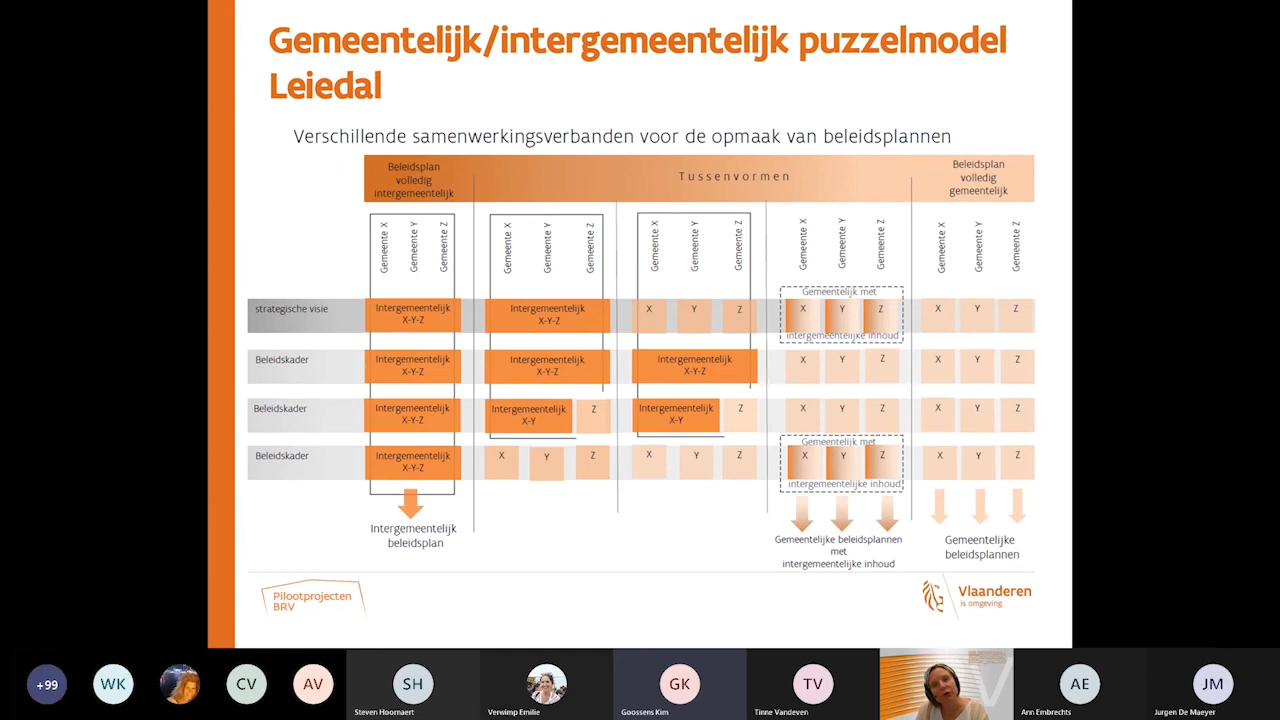 Gemeentelijk/intergemeentelijk puzzelmodel
Leiedal
Verschillende samenwerkingsverbanden voor de opmaak van beleidsplannen
Beleidsplan
volledig
intergemeentelijk
Tussenvormen
Beleidsplan
volledig
gemeentelijk
Gemeente X
Gemeente Y
Gemeente Z
Gemeente X
Gemeente Y
Gemeente Z
Gemeente X
Gemeente Y
Gemeente Z
Gemeente X
Gemeente Y
Gemeente Z
Gemeente X
Gemeente Y
Gemeente Z
strategische visie
Intergemeentelijk
X-Y-Z
Intergemeentelijk
X-Y-Z
X Y Z
Gemeentelijk met
X Y Z
intergemeentelijke inhoud
X Y Z
Beleidskader
Intergemeentelijk
X-Y-Z
Intergemeentelijk
X-Y-Z
Intergemeentelijk
X-Y-Z
X Y Z
X Y Z
Beleidskader
Intergemeentelijk
X-Y-Z
Intergemeentelijk
X-Y
Z
Intergemeentelijk
X-Y
Z
X Y Z
X Y Z
Beleidskader
Intergemeentelijk
X-Y-Z
X Y Z
X Y Z
Gemeentelijk met
X Y Z
intergemeentelijke inhoud
X Y Z
Intergemeentelijk
beleidsplan
Gemeentelijke beleidsplannen
met
intergemeentelijke inhoud
Gemeentelijke
beleidsplannen
Pilootprojecten
BRV
Vlaanderen
is omgeving
+99
WK
CV
AV
SH
Steven Hoornaert
Verwimp Emilie
GK
Goossens Kim
TV
Tinne Vandeven
AE
Ann Embrechts
JM
Jurgen De Maeyer